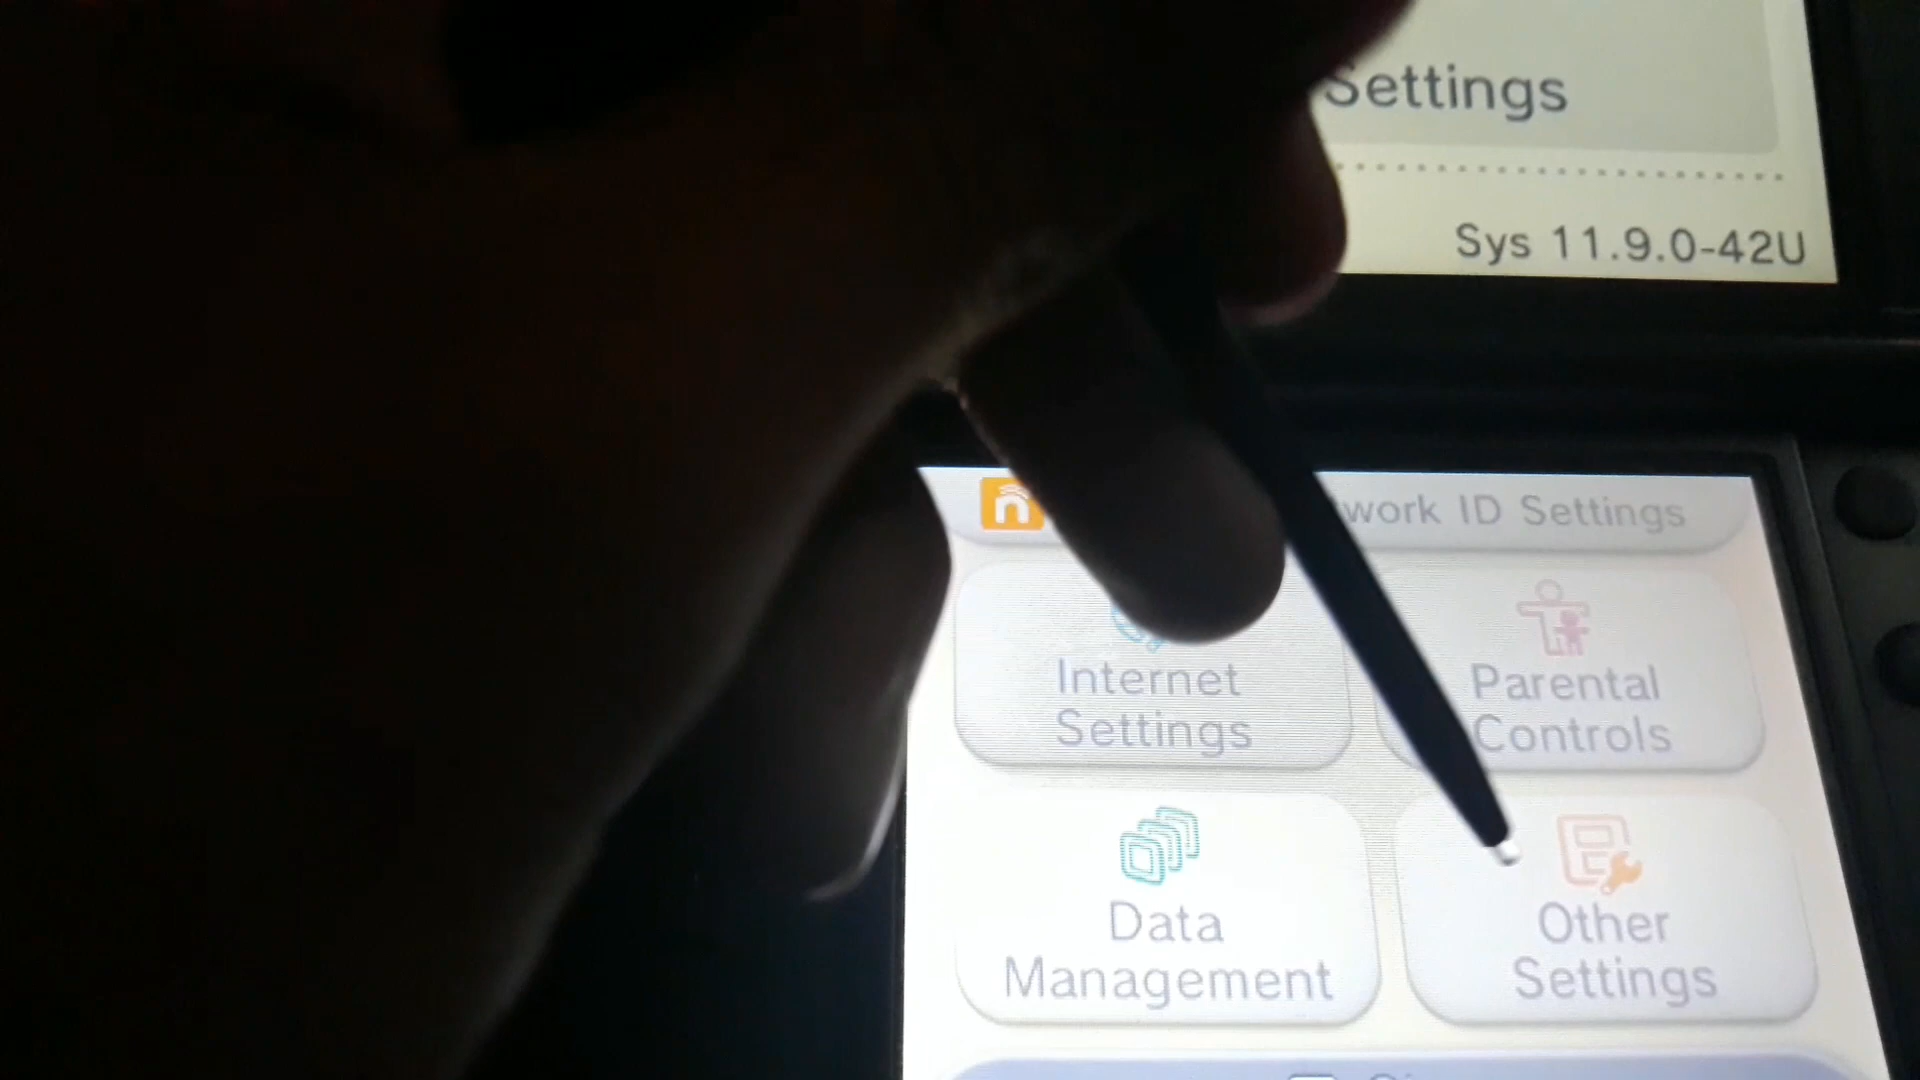 Settings
Sys 11.9.0-42U
work ID Settings
Internet
Settings
Parental
Controls
Data
Management
Other
Settings